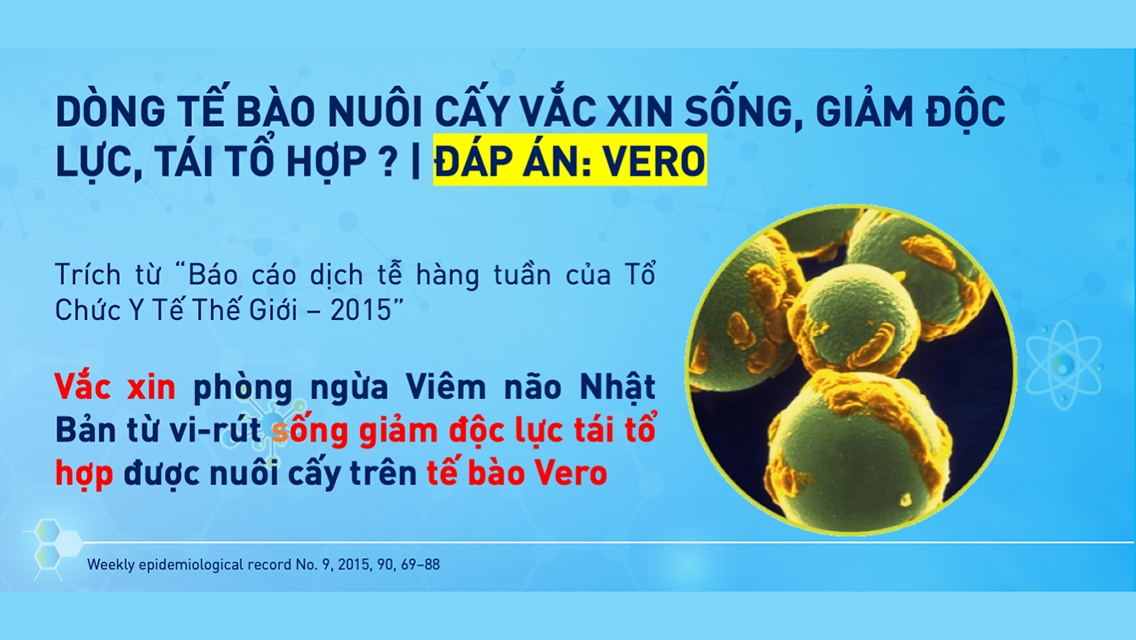 DÒNG TẾ BÀO NUÔI CẤY VẮC XIN SỐNG, GIẢM ĐỘC
LỰC, TÁI TỔ HỢP ? | ĐÁP ÁN: VERO
Trích từ “Báo cáo dịch tễ hàng tuần của Tổ
Chức Y Tế Thế Giới – 2015”
Vắc xin phòng ngừa Viêm não Nhật
Bản từ vi-rút sống giảm độc lực tái tổ
hợp được nuôi cấy trên tế bào Vero
Weekly epidemiological record No. 9, 2015, 90, 69–88